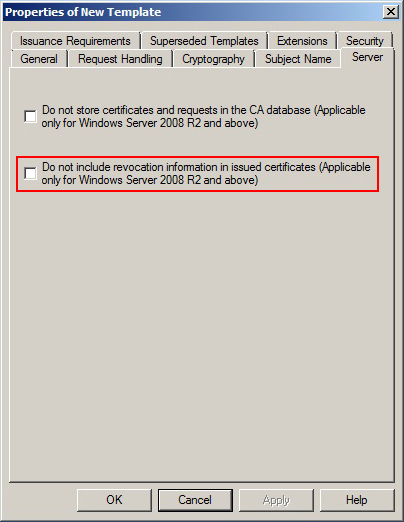 Properties of New Template
Issuance Requirements Superseded Templates Extensions Security
General Request Handling Cryptography Subject Name Server
Do not store certificates and requests in the CA database (Applicable
only for Windows Server 2008 R2 and above)
Do not include revocation information in issued certificates (Applicable
only for Windows Server 2008 R2 and above)
OK Cancel Apply Help